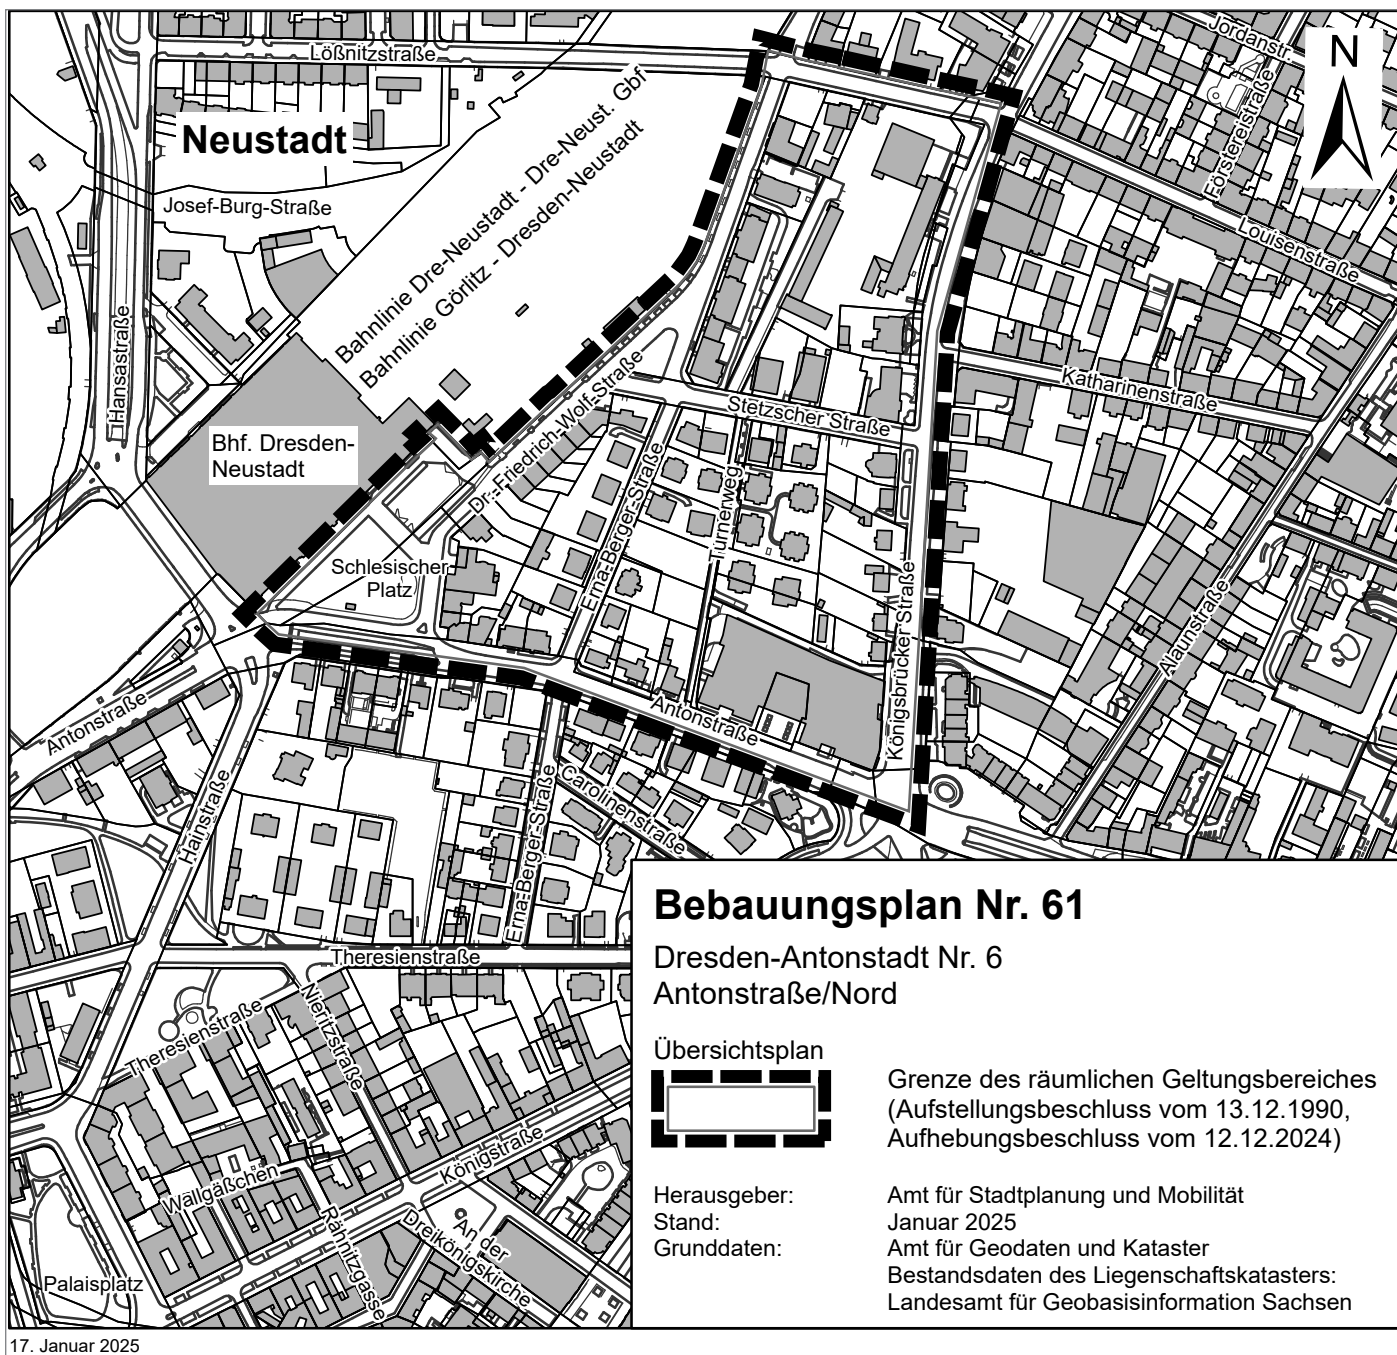 Lößnitzstraße
Jordanstr.
N
Neustadt
Försterreistraße
Josef-Burg-Straße
Louisenstraße
Bahnlinie Dre-Neustadt - Dre-Neust. Gbf
Bahnlinie Görlitz - Dresden-Neustadt
Hansastraße
Katharinenstraße
Stetzscher Straße
Bhf. Dresden-
Neustadt
Dr.-Friedrich-Wolf-Straße
Erna-Berger-Straße
Turnerweg
Schlesischer
Platz
Königsbrücker Straße
Alaunstraße
Antonstraße
Antonstraße
Hainstraße
Carolinenstraße
Erna-Berger-Straße
Theresienstraße
Theresienstraße
Nieritzstraße
Königstraße
Wallgäßchen
Rähnitzgasse
An der
Dreikönigskirche
Palaisplatz
Bebauungsplan Nr. 61
Dresden-Antonstadt Nr. 6
Antonstraße/Nord
Übersichtsplan
Grenze des räumlichen Geltungsbereiches
(Aufstellungsbeschluss vom 13.12.1990,
Aufhebungsbeschluss vom 12.12.2024)
Herausgeber: Amt für Stadtplanung und Mobilität
Stand: Januar 2025
Grunddaten: Amt für Geodaten und Kataster
Bestandsdaten des Liegenschaftskatasters:
Landesamt für Geobasisinformation Sachsen
17. Januar 2025